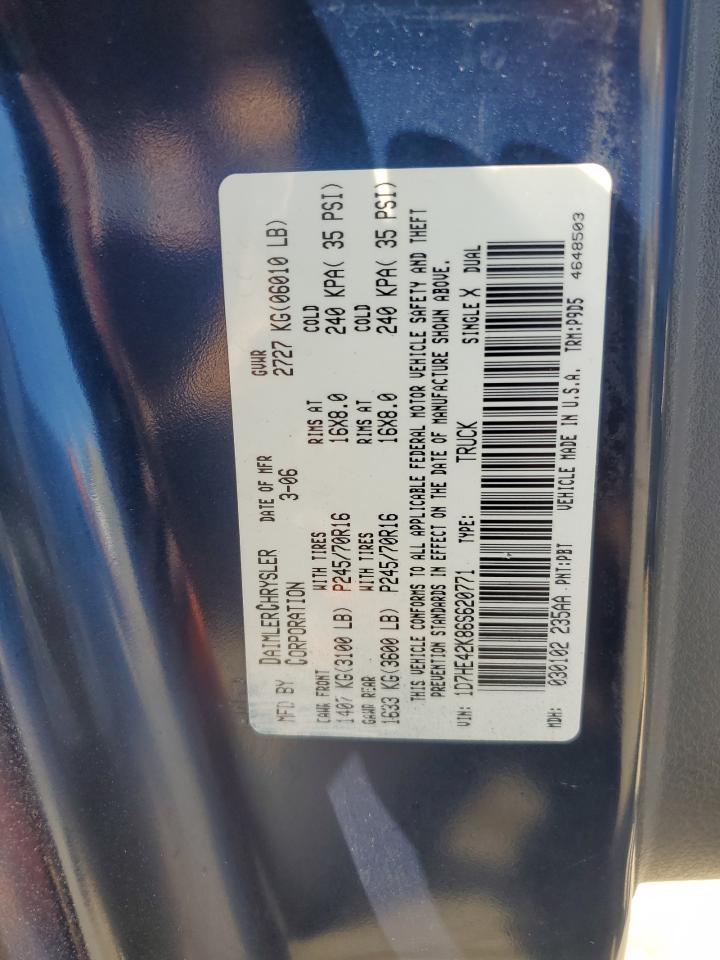 MFD BY DAIMLERCHRYSLER CORPORATION DATE OF MFR 3-06 GVWR 2727 KG(06010 LB)
GAWR FRONT WITH TIRES RIMS AT COLD
1407 KG(3100 LB) P245/70R16 16X8.0 240 KPA( 35 PSI)
GAWR REAR WITH TIRES RIMS AT COLD
1633 KG(3600 LB) P245/70R16 16X8.0 240 KPA( 35 PSI)
THIS VEHICLE CONFORMS TO ALL APPLICABLE FEDERAL MOTOR VEHICLE SAFETY AND THEFT
PREVENTION STANDARDS IN EFFECT ON THE DATE OF MANUFACTURE SHOWN ABOVE.
VIN: 1D7HE42K86S620771 TYPE: TRUCK SINGLE X DUAL
MDH: 030102 235AA PNT:PBT VEHICLE MADE IN U.S.A. TRM:P9D5 4648503